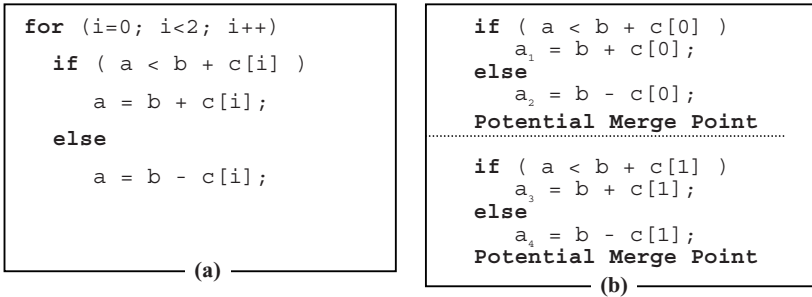 for (i=0; i<2; i++)
if ( a < b + c[i] )
a = b + c[i];
else
a = b - c[i];
(a)
if ( a < b + c[0] )
a₁ = b + c[0];
else
a₂ = b - c[0];
Potential Merge Point
if ( a < b + c[1] )
a₃ = b + c[1];
else
a₄ = b - c[1];
Potential Merge Point
(b)